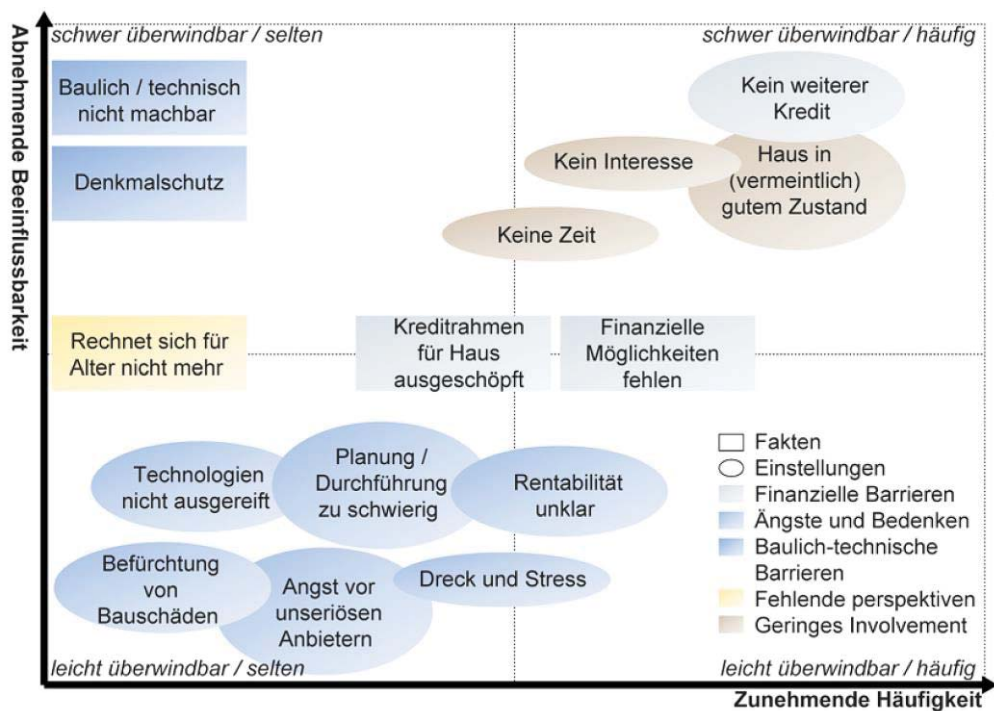 Abnehmende Beeinflussbarkeit
schwer überwindbar / selten
schwer überwindbar / häufig
Baulich / technisch
nicht machbar
Kein weiterer
Kredit
Kein Interesse
Haus in
(vermeintlich)
gutem Zustand
Denkmalschutz
Keine Zeit
Rechnet sich für
Alter nicht mehr
Kreditrahmen
für Haus
ausgeschöpft
Finanzielle
Möglichkeiten
fehlen
Technologien
nicht ausgereift
Planung /
Durchführung
zu schwierig
Rentabilität
unklar
Befürchtung
von
Bauschäden
Angst vor
unseriösen
Anbietern
Dreck und Stress
Fakten
Einstellungen
Finanzielle Barrieren
Ängste und Bedenken
Baulich-technische
Barrieren
Fehlende perspektiven
Geringes Involvement
leicht überwindbar / selten
leicht überwindbar / häufig
Zunehmende Häufigkeit